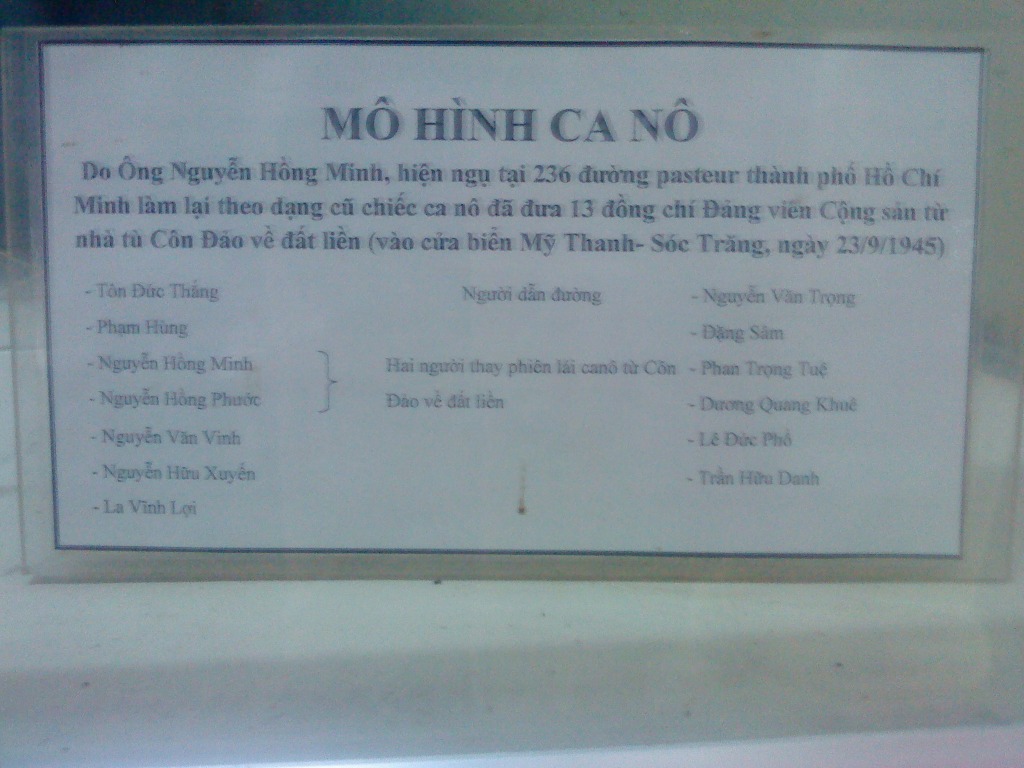 MÔ HÌNH CA NÔ
Do Ông Nguyễn Hồng Minh, hiện ngụ tại 236 đường pasteur thành phố Hồ Chí
Minh làm lại theo dạng cũ chiếc ca nô đã đưa 13 đồng chí Đảng viên Cộng sản từ
nhà tù Côn Đảo về đất liền (vào cửa biển Mỹ Thanh- Sóc Trăng, ngày 23/9/1945)
- Tôn Đức Thắng Người dẫn đường - Nguyễn Văn Trọng
- Phạm Hùng - Đặng Sâm
- Nguyễn Hồng Minh Hai người thay phiên lái canô từ Côn - Phan Trọng Tuệ
- Nguyễn Hồng Phước Đảo về đất liền - Dương Quang Khuê
- Nguyễn Văn Vinh - Lê Đức Phổ
- Nguyễn Hữu Xuyến - Trần Hữu Danh
- La Vĩnh Lợi